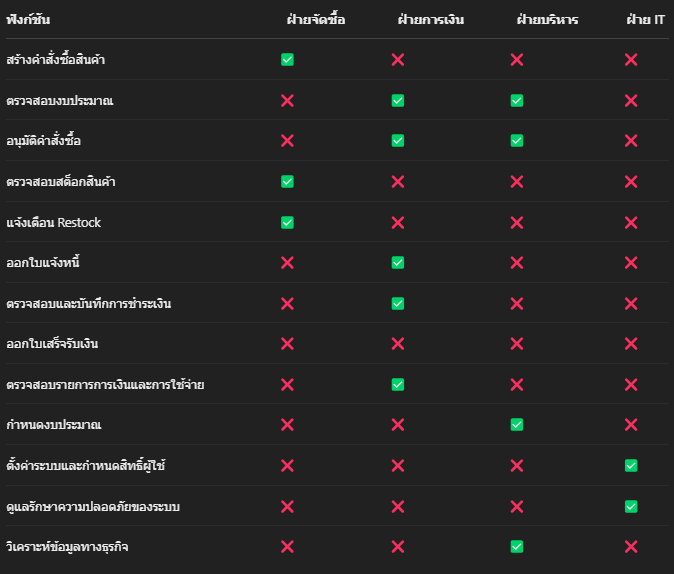 ฟังก์ชัน ฝ่ายจัดซื้อ ฝ่ายการเงิน ฝ่ายบริหาร ฝ่าย IT
สร้างคำสั่งซื้อสินค้า ✅ ❌ ❌ ❌
ตรวจสอบงบประมาณ ❌ ✅ ✅ ❌
อนุมัติคำสั่งซื้อ ❌ ✅ ✅ ❌
ตรวจสอบสต็อกสินค้า ✅ ❌ ❌ ❌
แจ้งเตือน Restock ✅ ❌ ❌ ❌
ออกใบแจ้งหนี้ ❌ ✅ ❌ ❌
ตรวจสอบและบันทึกการชำระเงิน ❌ ✅ ❌ ❌
ออกใบเสร็จรับเงิน ❌ ❌ ❌ ❌
ตรวจสอบรายการการเงินและการใช้จ่าย ❌ ✅ ❌ ❌
กำหนดงบประมาณ ❌ ❌ ✅ ❌
ตั้งค่าระบบและกำหนดสิทธิ์ผู้ใช้ ❌ ❌ ❌ ✅
ดูแลรักษาความปลอดภัยของระบบ ❌ ❌ ❌ ✅
วิเคราะห์ข้อมูลทางธุรกิจ ❌ ❌ ✅ ❌